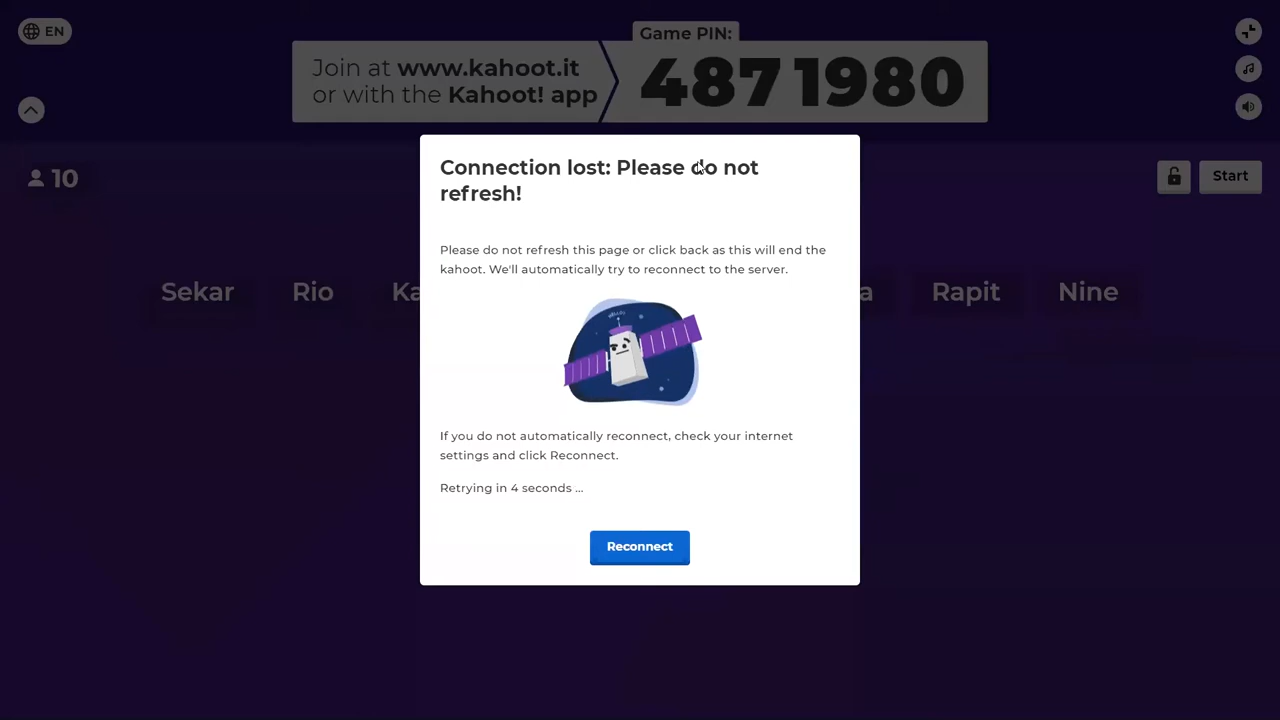 EN
Game PIN:
Join at www.kahoot.it
or with the Kahoot! app
487 1980
10
Start
Connection lost: Please do not
refresh!
Please do not refresh this page or click back as this will end the
kahoot. We'll automatically try to reconnect to the server.
Sekar Rio Ka a Rapit Nine
HELLO?
If you do not automatically reconnect, check your internet
settings and click Reconnect.
Retrying in 4 seconds ...
Reconnect